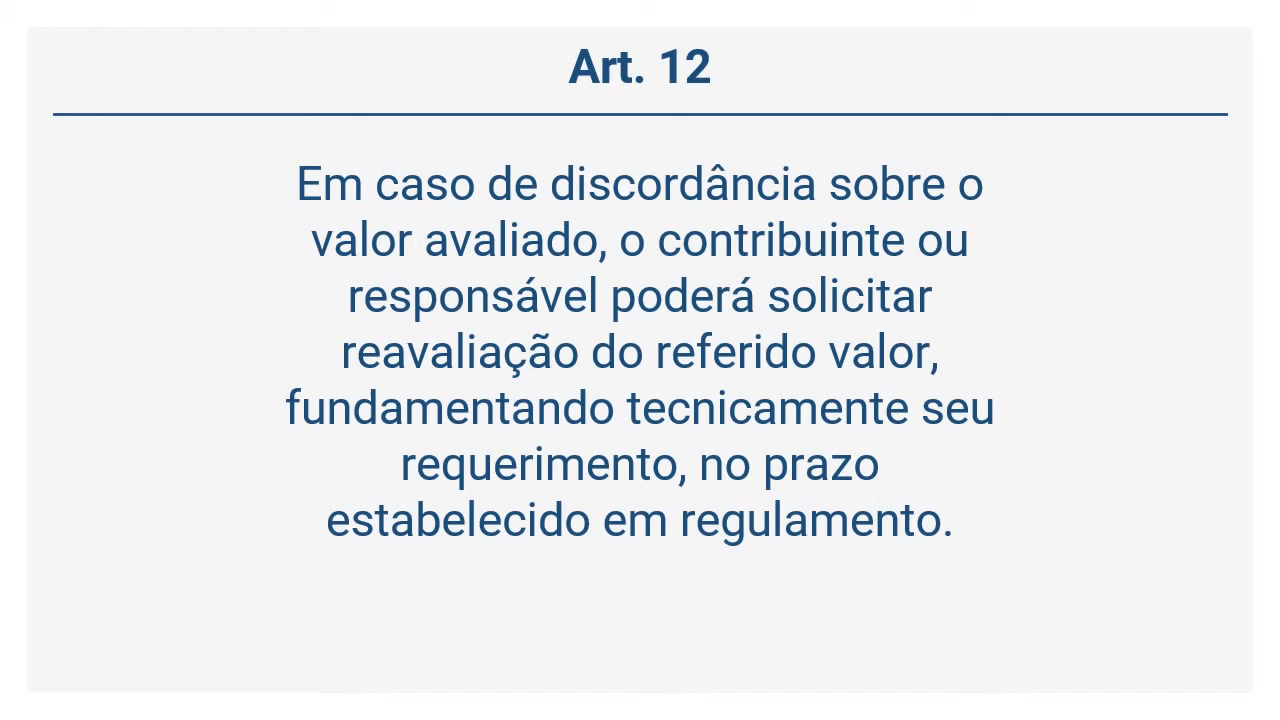 Art. 12
Em caso de discordância sobre o
valor avaliado, o contribuinte ou
responsável poderá solicitar
reavaliação do referido valor,
fundamentando tecnicamente seu
requerimento, no prazo
estabelecido em regulamento.